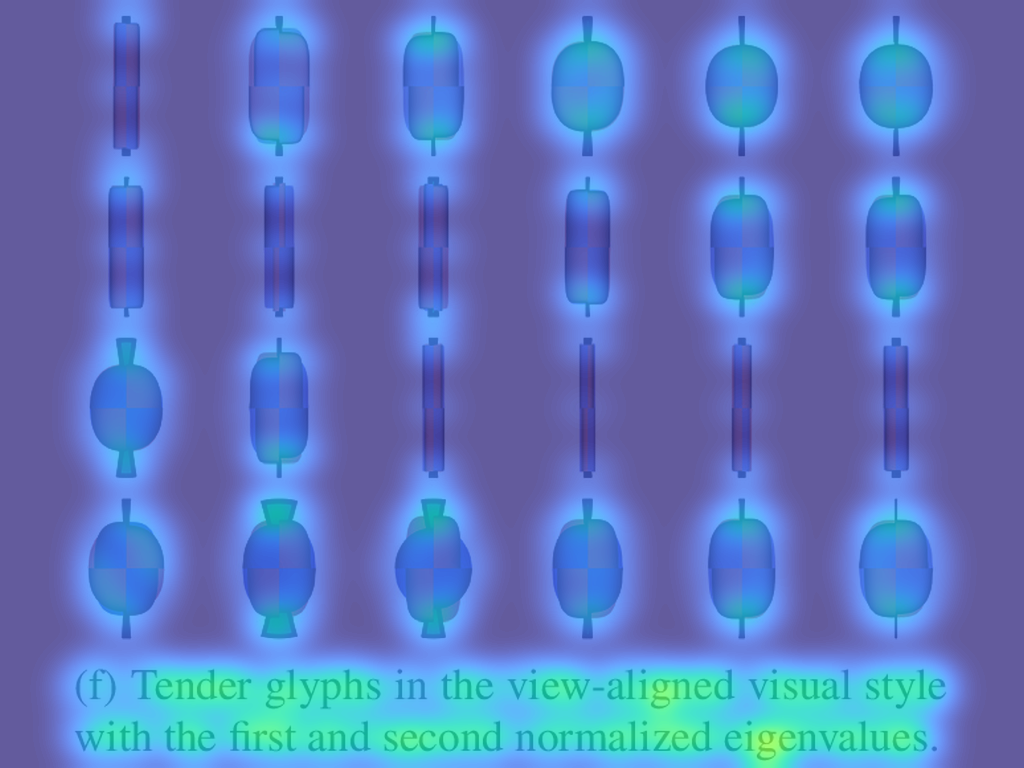 (f) Tender glyphs in the view-aligned visual style
with the first and second normalized eigenvalues.